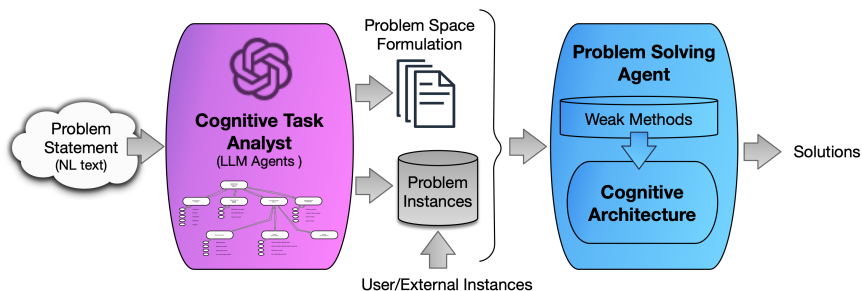 Problem
Statement
(NL text)
Cognitive Task
Analyst
(LLM Agents )
Problem Space
Formulation
Problem
Instances
User/External Instances
Problem Solving
Agent
Weak Methods
Cognitive
Architecture
Solutions